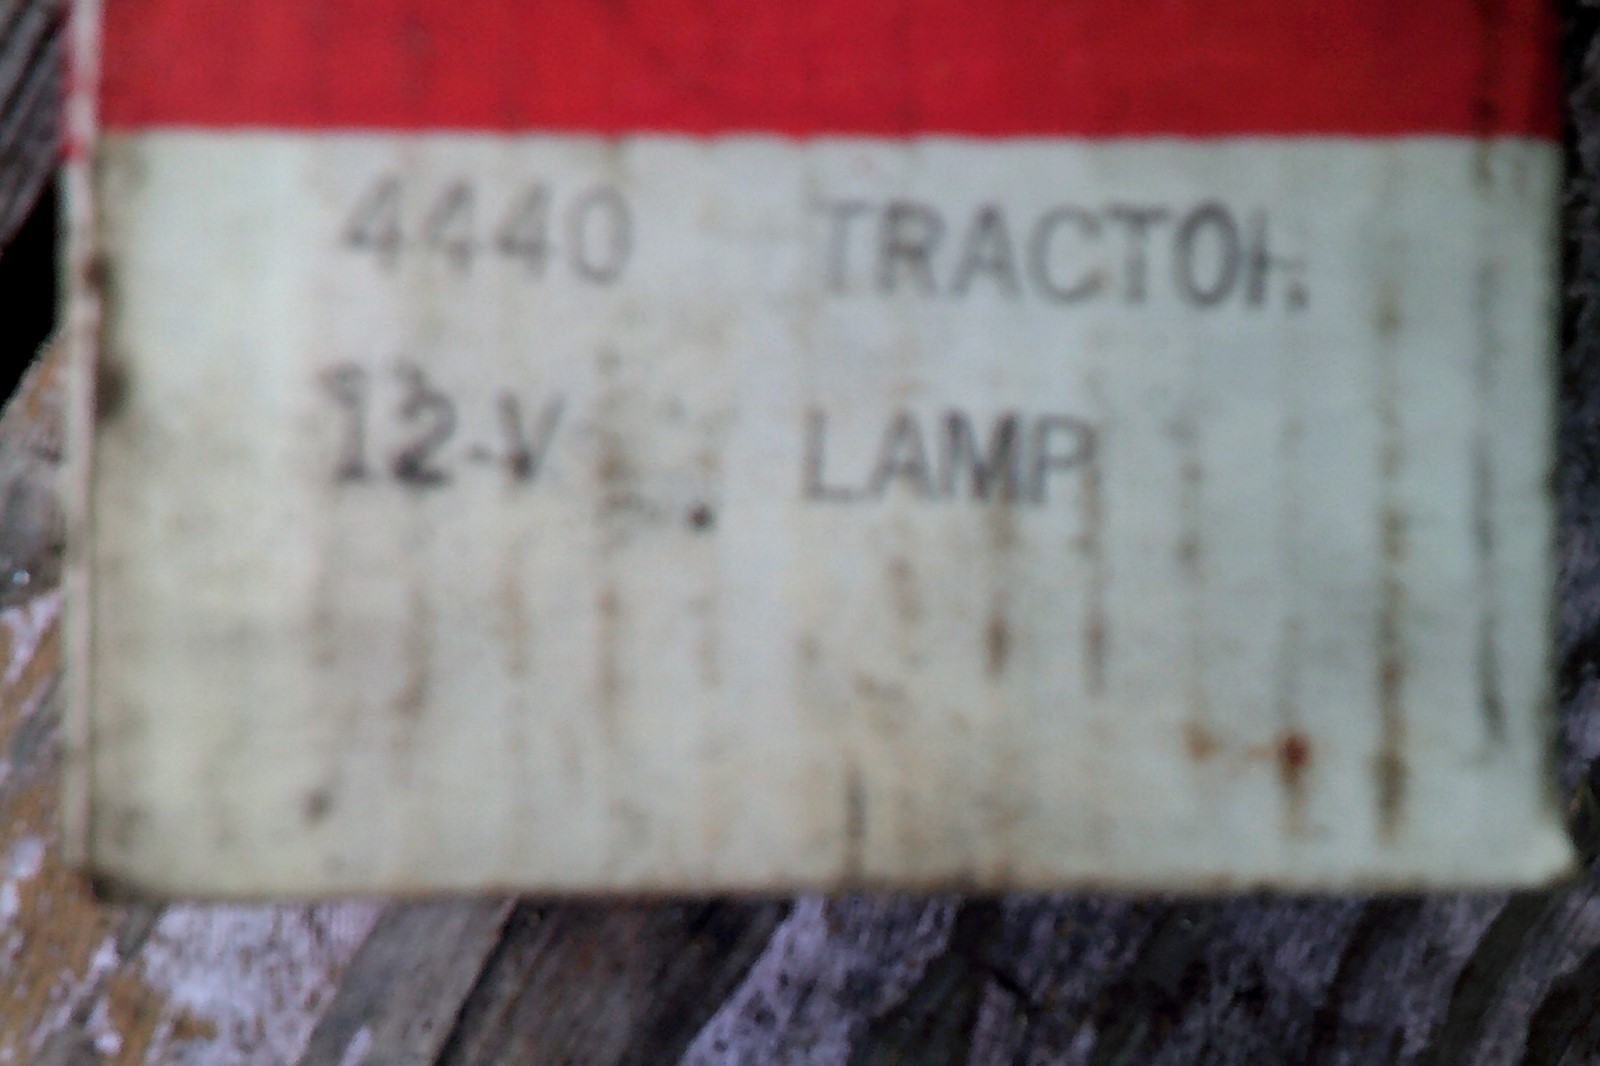 4440 TRACTOR
12-V LAMP